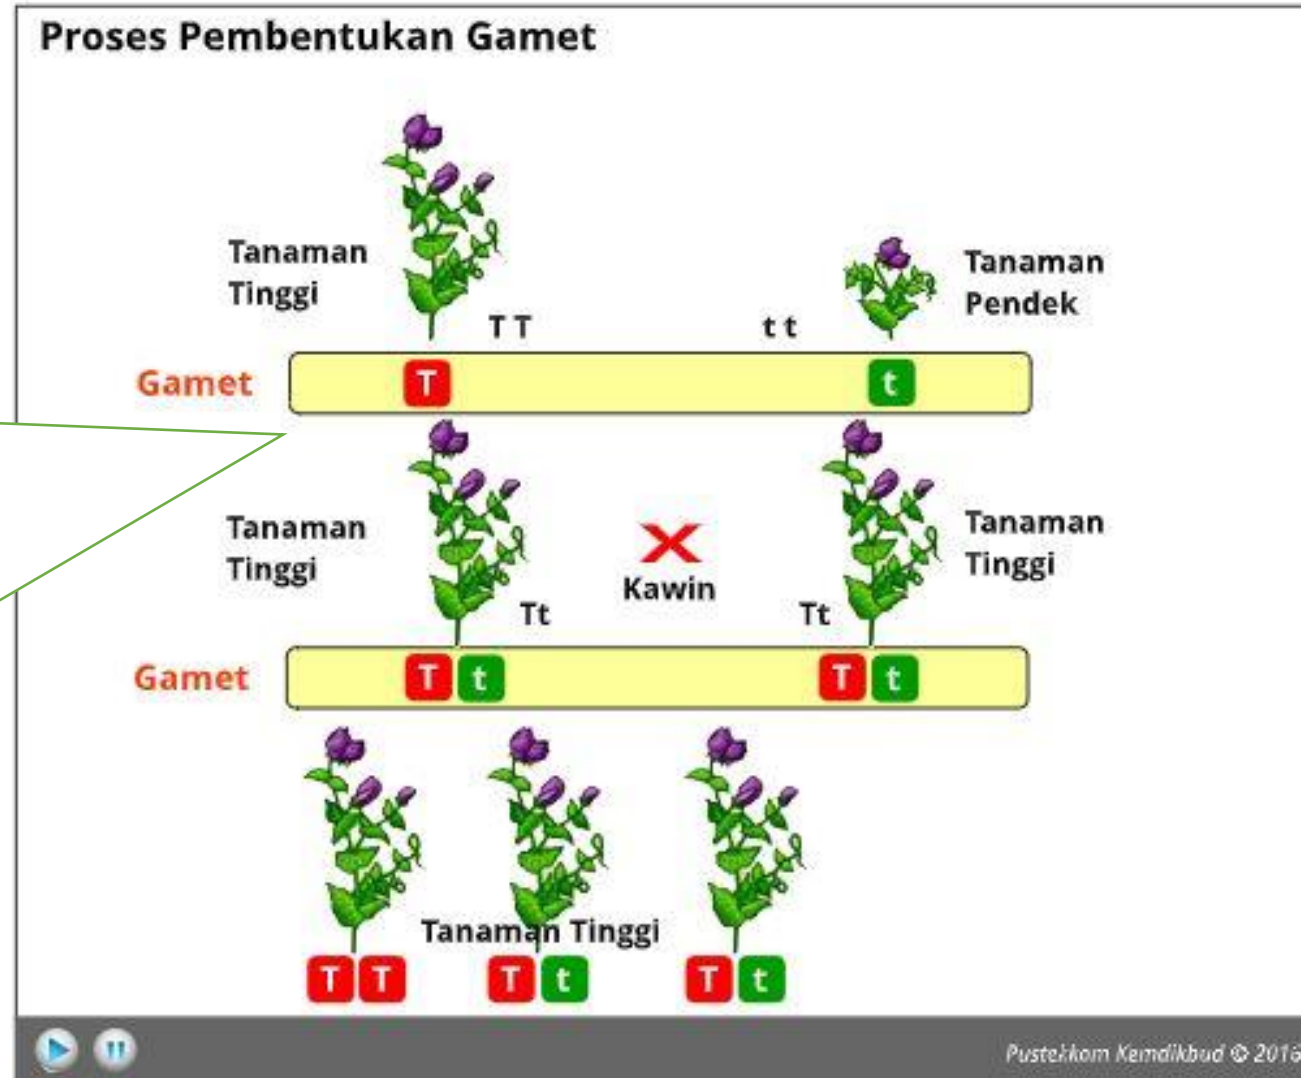 Proses Pembentukan Gamet
Tanaman
Tinggi
T T
t t
Tanaman
Pendek
Gamet
T
t
Tanaman
Tinggi
Tt
Kawin
Tt
Tanaman
Tinggi
Gamet
T t
T t
Tanaman Tinggi
T T
T t
T t
Pustekkom Kemdikbud © 2016